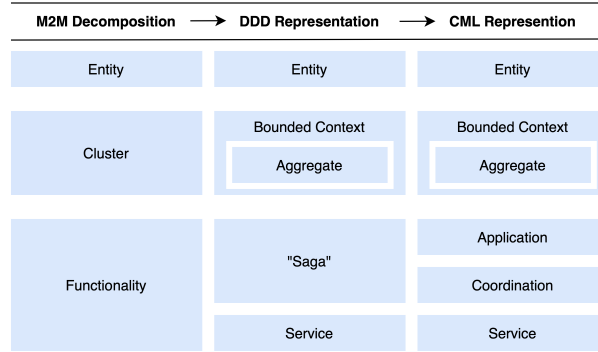 M2M Decomposition → DDD Representation → CML Represention
Entity Entity Entity
Cluster
Bounded Context
Aggregate
Bounded Context
Aggregate
Functionality
"Saga"
Service
Application
Coordination
Service